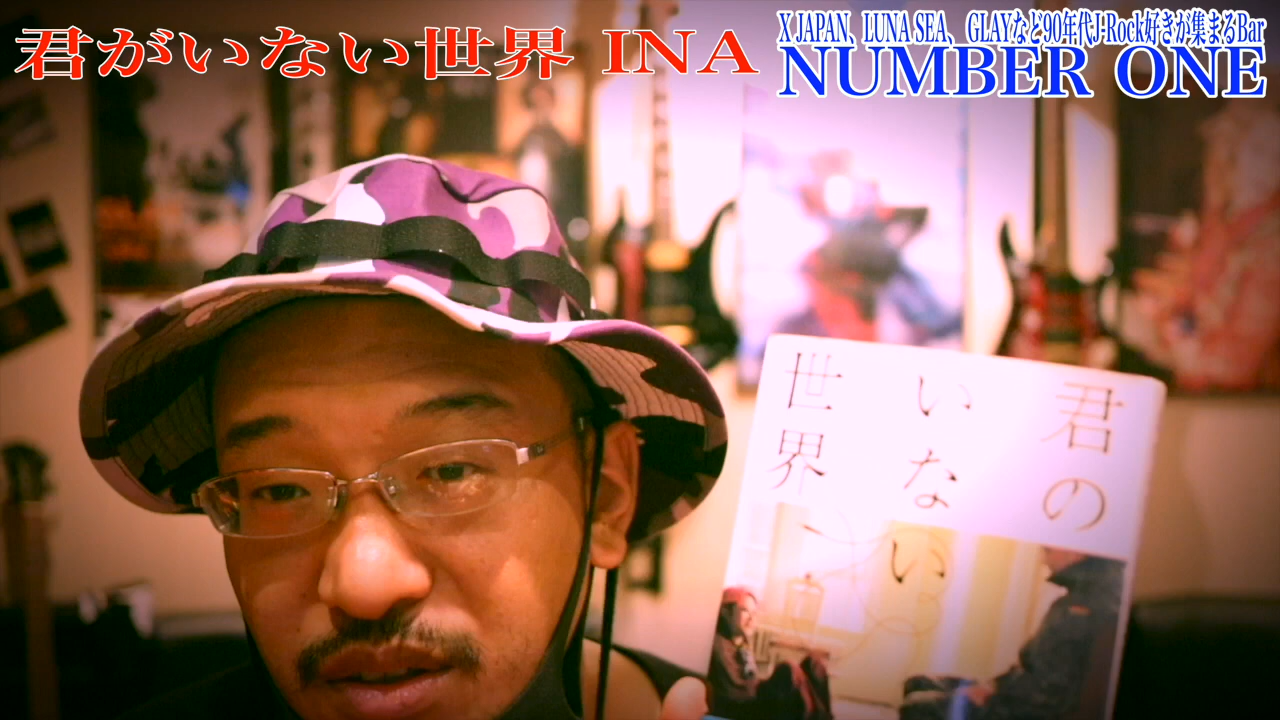 君がいない世界 INA
X JAPAN、LUNA SEA、 GLAYなど90年代J-Rock好きが集まるBar
NUMBER ONE
君の
いない
世界